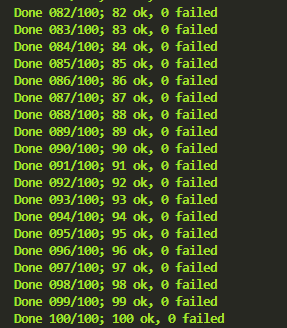 Done 082/100; 82 ok, 0 failed
Done 083/100; 83 ok, 0 failed
Done 084/100; 84 ok, 0 failed
Done 085/100; 85 ok, 0 failed
Done 086/100; 86 ok, 0 failed
Done 087/100; 87 ok, 0 failed
Done 088/100; 88 ok, 0 failed
Done 089/100; 89 ok, 0 failed
Done 090/100; 90 ok, 0 failed
Done 091/100; 91 ok, 0 failed
Done 092/100; 92 ok, 0 failed
Done 093/100; 93 ok, 0 failed
Done 094/100; 94 ok, 0 failed
Done 095/100; 95 ok, 0 failed
Done 096/100; 96 ok, 0 failed
Done 097/100; 97 ok, 0 failed
Done 098/100; 98 ok, 0 failed
Done 099/100; 99 ok, 0 failed
Done 100/100; 100 ok, 0 failed